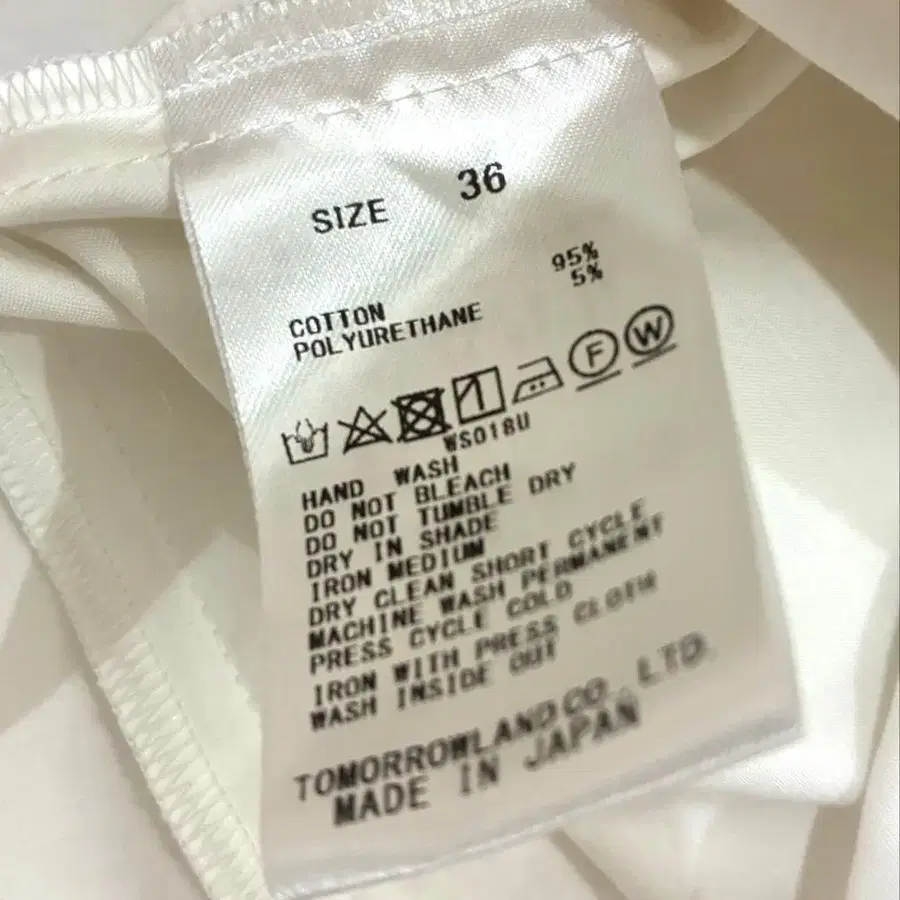 SIZE 36
COTTON 95%
POLYURETHANE 5%
F W
WS018U
HAND WASH
DO NOT BLEACH
DO NOT TUMBLE DRY
DRY IN SHADE
IRON MEDIUM
DRY CLEAN SHORT CYCLE
MACHINE WASH PERMANENT
PRESS CYCLE COLD
IRON WITH PRESS CLOTH
WASH INSIDE OUT
TOMORROWLAND CO., LTD.
MADE IN JAPAN